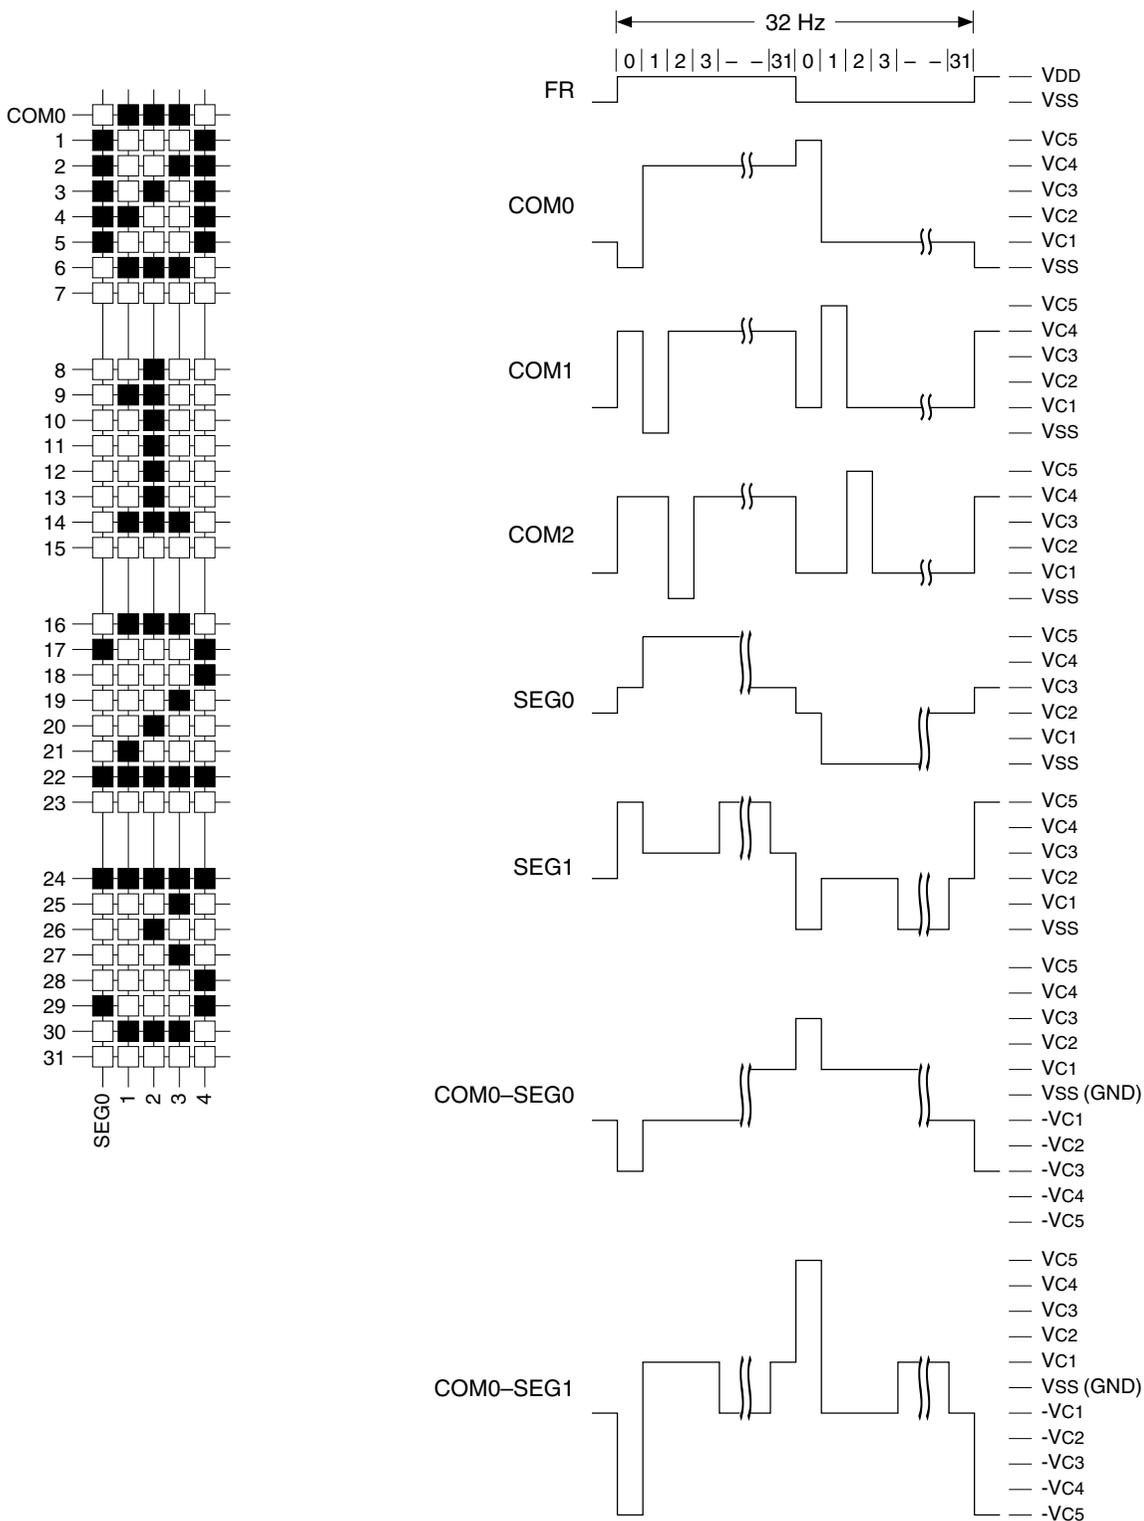 32 Hz
0 1 2 3 – – 31 0 1 2 3 – – 31
FR
VDD
VSS
COM0
1
2
3
4
5
6
7
8
9
10
11
12
13
14
15
16
17
18
19
20
21
22
23
24
25
26
27
28
29
30
31
SEG0
1
2
3
4
COM0
VC5
VC4
VC3
VC2
VC1
VSS
COM1
VC5
VC4
VC3
VC2
VC1
VSS
COM2
VC5
VC4
VC3
VC2
VC1
VSS
SEG0
VC5
VC4
VC3
VC2
VC1
VSS
SEG1
VC5
VC4
VC3
VC2
VC1
VSS
COM0–SEG0
VC5
VC4
VC3
VC2
VC1
VSS (GND)
-VC1
-VC2
-VC3
-VC4
-VC5
COM0–SEG1
VC5
VC4
VC3
VC2
VC1
VSS (GND)
-VC1
-VC2
-VC3
-VC4
-VC5